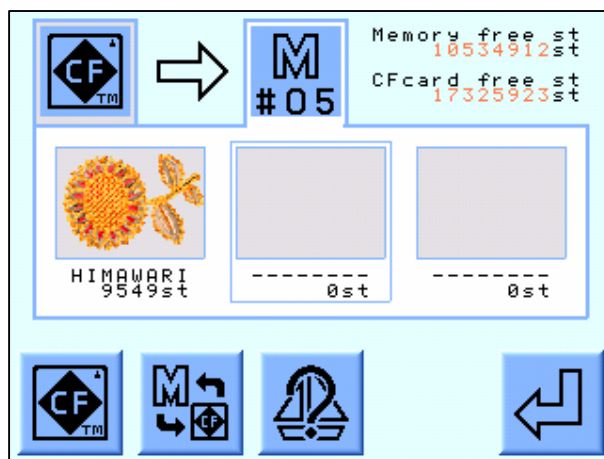 CF
TM
M
#05
Memory free st
10534912st
CFcard free st
17325923st
HIMAWARI
9549st
--------
0st
--------
0st
CF
TM
M
CF